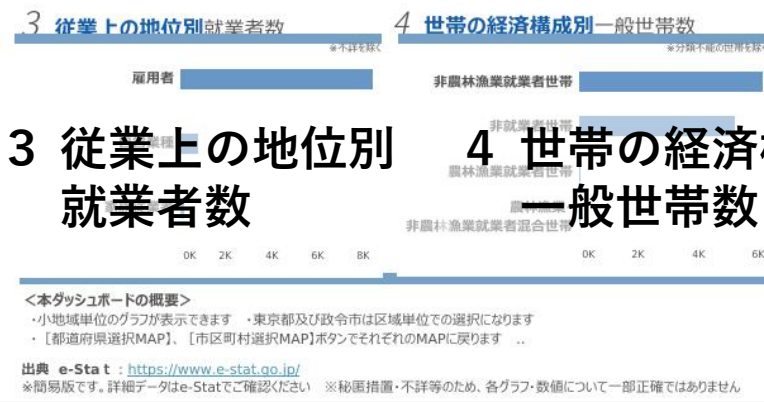 3 従業上の地位別就業者数
※不詳を除く
雇用者
0K 2K 4K 6K 8K
3 従業上の地位別
就業者数
4 世帯の経済構成別一般世帯数
※分類不能の世帯を除く
非農林漁業就業者世帯
非就業者世帯
農林漁業就業者世帯
農林漁業・
非農林漁業就業者混合世帯
0K 2K 4K 6K
4 世帯の経済
一般世帯数
<本ダッシュボードの概要>
・小地域単位のグラフが表示できます ・東京都及び政令市は区域単位での選択になります
・［都道府県選択MAP］、［市区町村選択MAP］ボタンでそれぞれのMAPに戻ります ..
出典 e-Stat：https://www.e-stat.go.jp/
※簡易版です。詳細データはe-Statでご確認ください ※秘匿措置・不詳等のため、各グラフ・数値について一部正確ではありません